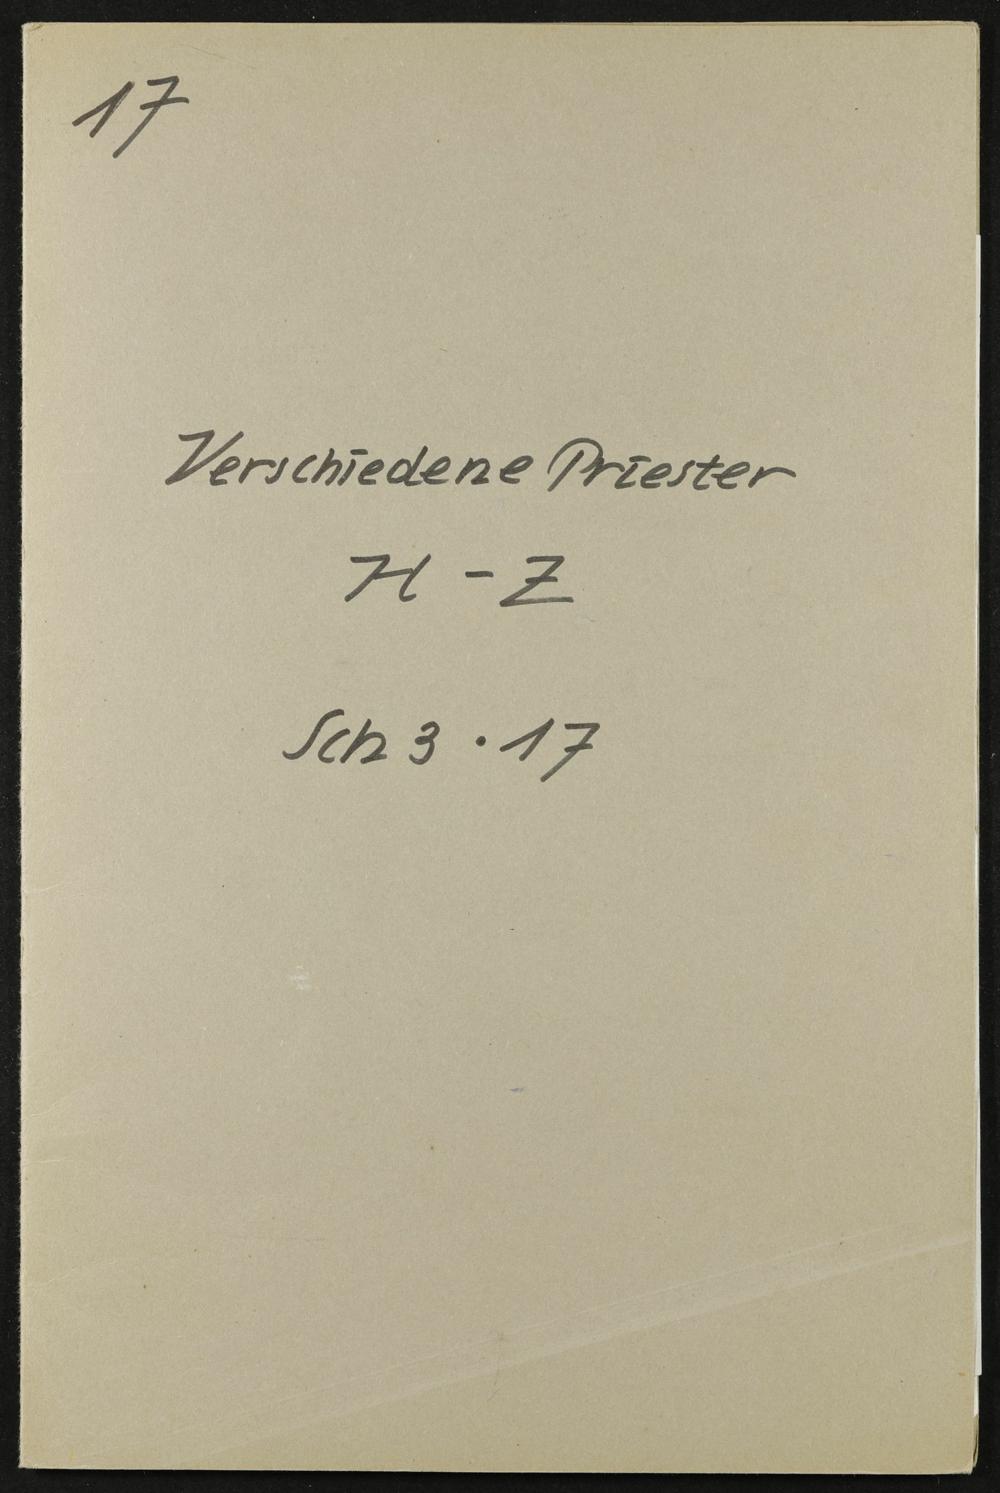 17
Verschiedene Priester
H - Z
Sch 3 · 17